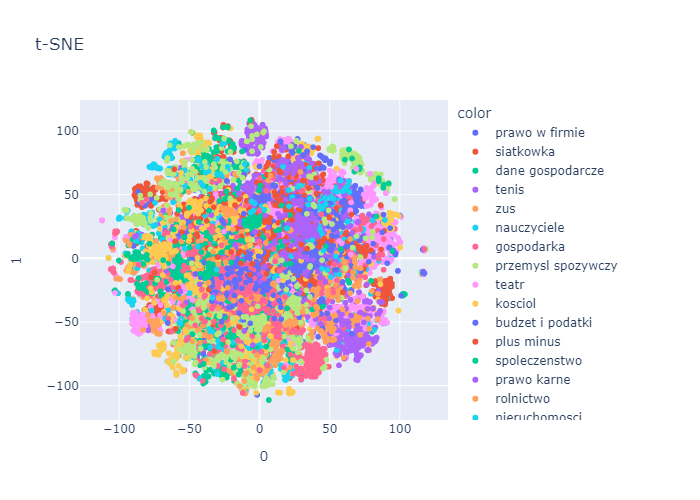 t-SNE
color
prawo w firmie
siatkowka
dane gospodarcze
tenis
zus
nauczyciele
gospodarka
przemysl spozywczy
teatr
kosciol
budzet i podatki
plus minus
spoleczenstwo
prawo karne
rolnictwo
nieruchomosci
100
50
0
−50
−100
1
−100 −50 0 50 100
0